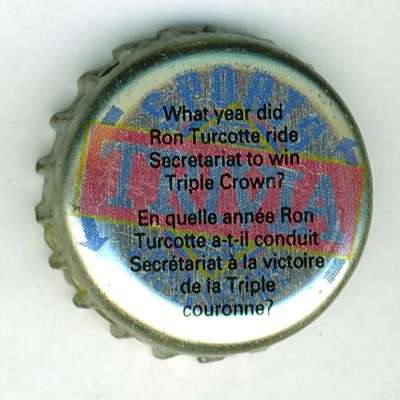 SPORTS
TRIVIA
What year did
Ron Turcotte ride
Secretariat to win
Triple Crown?
En quelle année Ron
Turcotte a-t-il conduit
Secrétariat à la victoire
de la Triple
couronne?